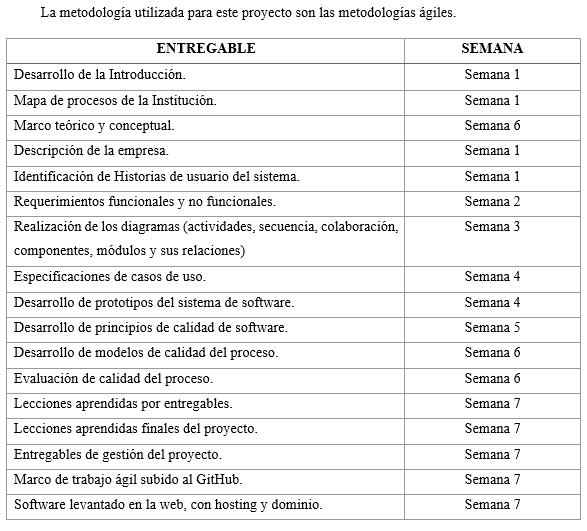 La metodología utilizada para este proyecto son las metodologías ágiles.
ENTREGABLE SEMANA
Desarrollo de la Introducción. Semana 1
Mapa de procesos de la Institución. Semana 1
Marco teórico y conceptual. Semana 6
Descripción de la empresa. Semana 1
Identificación de Historias de usuario del sistema. Semana 1
Requerimientos funcionales y no funcionales. Semana 2
Realización de los diagramas (actividades, secuencia, colaboración, Semana 3
componentes, módulos y sus relaciones)
Especificaciones de casos de uso. Semana 4
Desarrollo de prototipos del sistema de software. Semana 4
Desarrollo de principios de calidad de software. Semana 5
Desarrollo de modelos de calidad del proceso. Semana 6
Evaluación de calidad del proceso. Semana 6
Lecciones aprendidas por entregables. Semana 7
Lecciones aprendidas finales del proyecto. Semana 7
Entregables de gestión del proyecto. Semana 7
Marco de trabajo ágil subido al GitHub. Semana 7
Software levantado en la web, con hosting y dominio. Semana 7